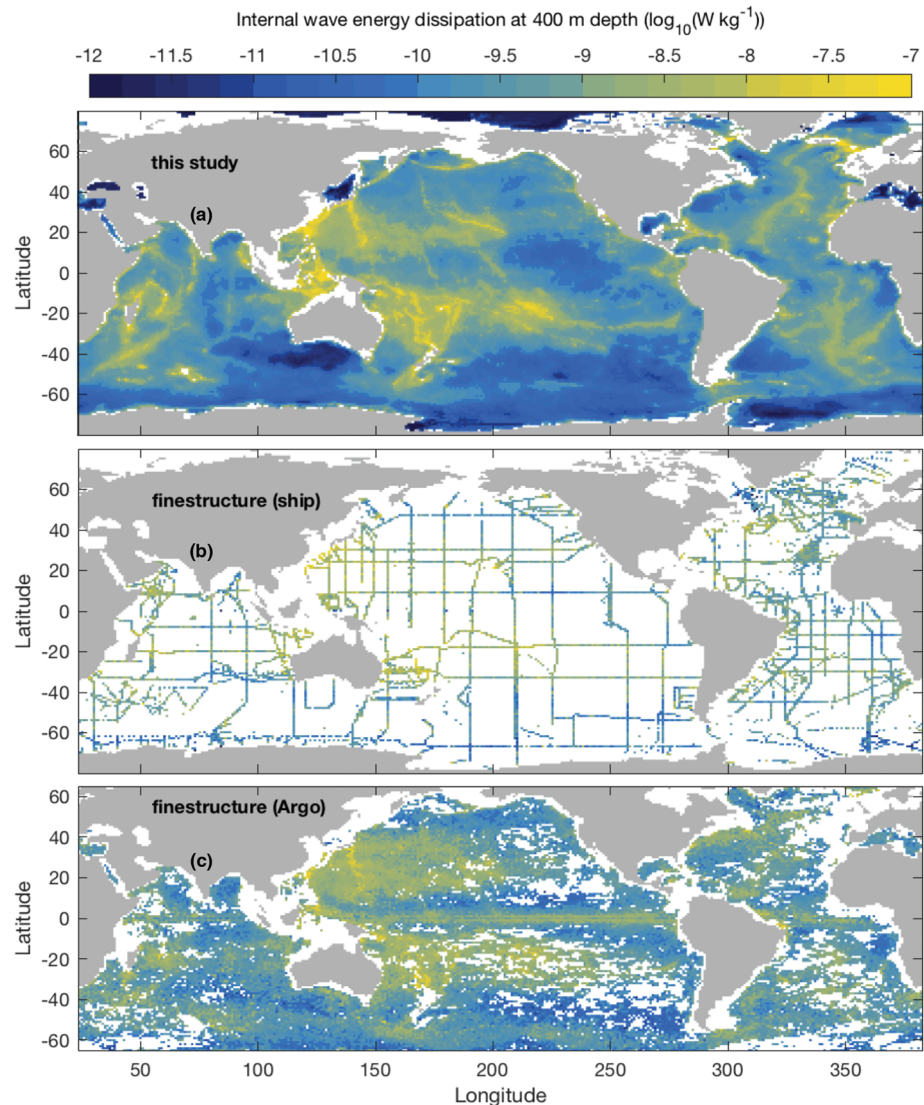 Internal wave energy dissipation at 400 m depth (log₁₀(W kg⁻¹))
-12 -11.5 -11 -10.5 -10 -9.5 -9 -8.5 -8 -7.5 -7
this study
(a)
60
40
20
0
-20
-40
-60
Latitude
finestructure (ship)
(b)
60
40
20
0
-20
-40
-60
Latitude
finestructure (Argo)
(c)
60
40
20
0
-20
-40
-60
Latitude
50 100 150 200 250 300 350
Longitude